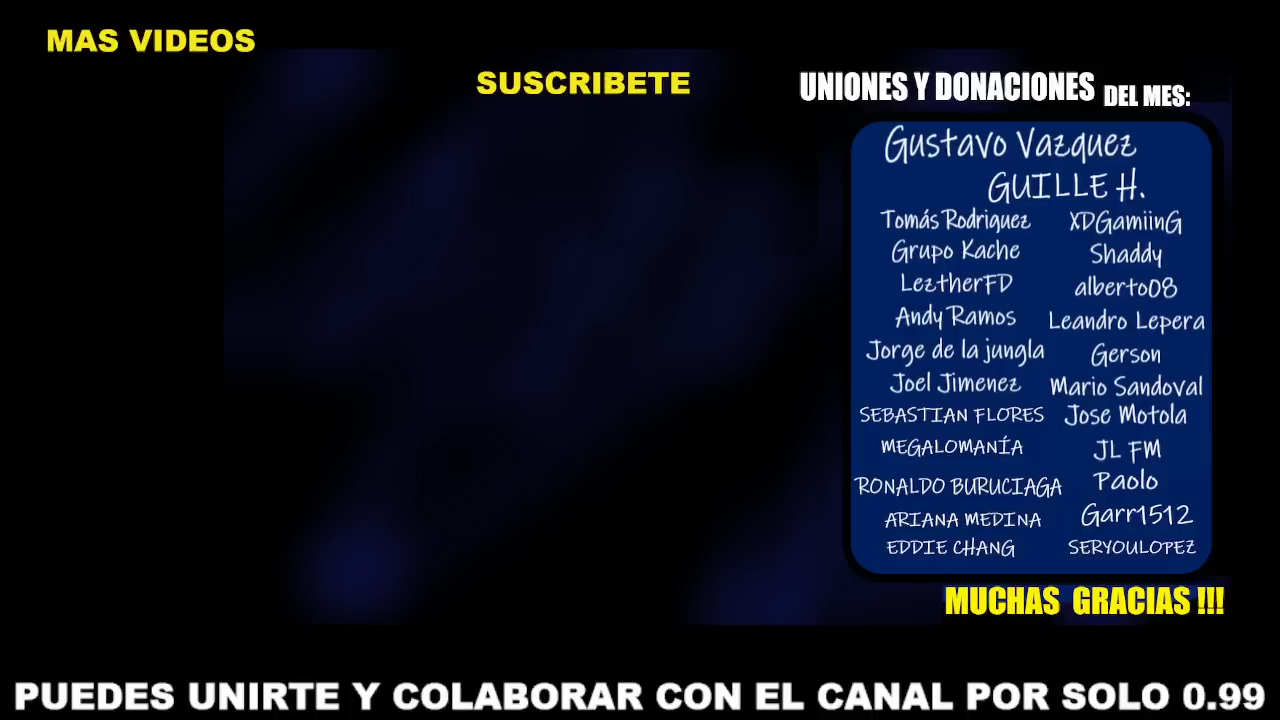 MAS VIDEOS
SUSCRIBETE
UNIONES Y DONACIONES DEL MES:
Gustavo Vazquez
GUILLE H.
Tomás Rodriguez XDGamiinG
Grupo Kache Shaddy
LeztherFD alberto08
Andy Ramos Leandro Lepera
Jorge de la jungla Gerson
Joel Jimenez Mario Sandoval
SEBASTIAN FLORES Jose Motola
MEGALOMANÍA JL FM
RONALDO BURUCIAGA Paolo
ARIANA MEDINA Garr1512
EDDIE CHANG SERYOULOPEZ
MUCHAS GRACIAS !!!
PUEDES UNIRTE Y COLABORAR CON EL CANAL POR SOLO 0.99